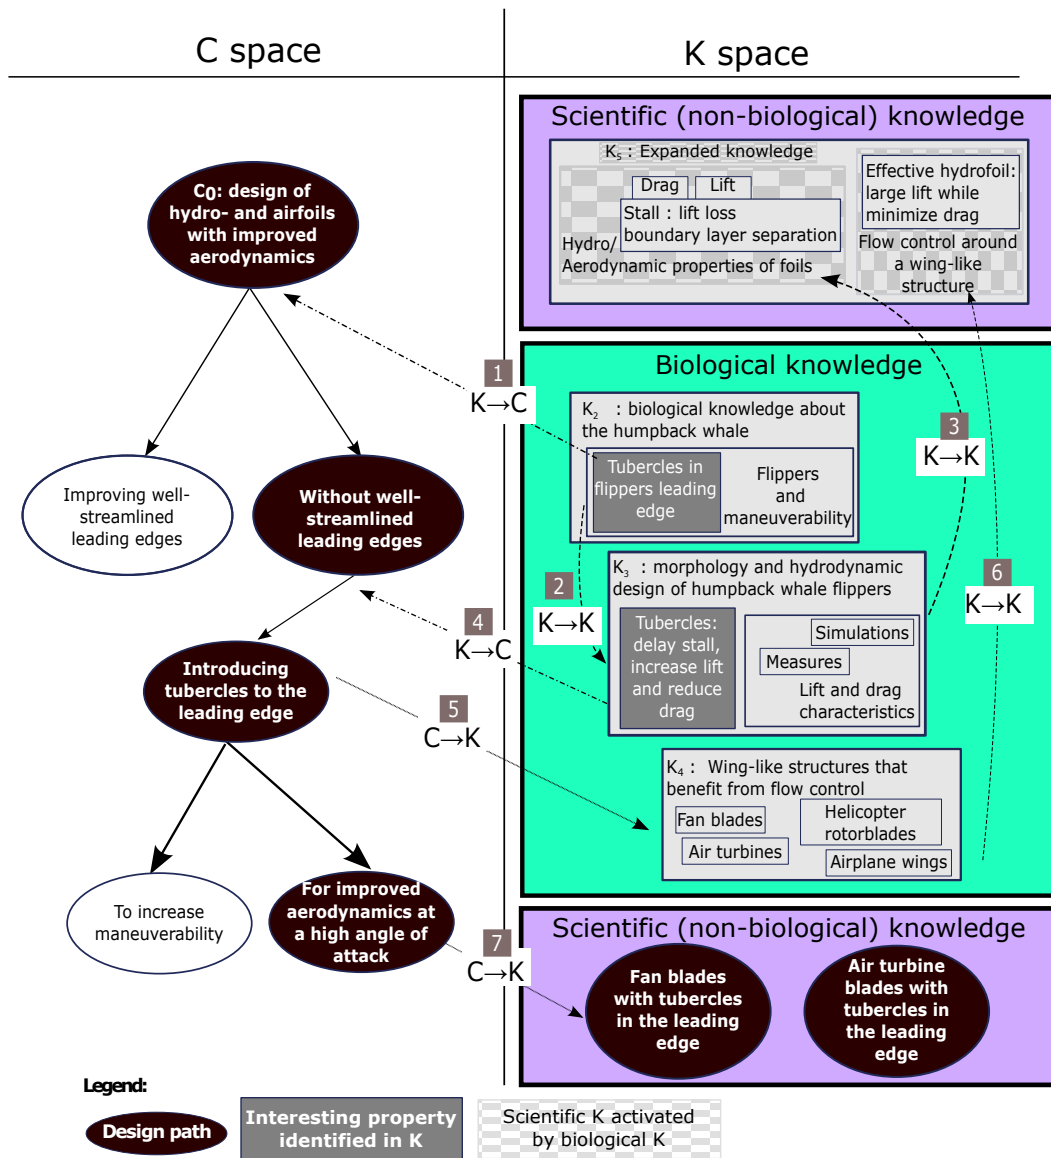 C space
K space
Scientific (non-biological) knowledge
K5 : Expanded knowledge
Drag
Lift
Stall : lift loss
boundary layer separation
Hydro/
Aerodynamic properties of foils
Effective hydrofoil:
large lift while
minimize drag
Flow control around
a wing-like
structure
C0: design of
hydro- and airfoils
with improved
aerodynamics
1
K→C
Biological knowledge
K2 : biological knowledge about
the humpback whale
Tubercles in
flippers leading
edge
Flippers
and
maneuverability
3
K→K
Improving well-
streamlined
leading edges
Without well-
streamlined
leading edges
2
K→K
K3 : morphology and hydrodynamic
design of humpback whale flippers
Tubercles:
delay stall,
increase lift
and reduce
drag
Simulations
Measures
Lift and drag
characteristics
6
K→K
4
K→C
Introducing
tubercles to the
leading edge
5
C→K
K4 : Wing-like structures that
benefit from flow control
Fan blades
Air turbines
Helicopter
rotorblades
Airplane wings
To increase
maneuverability
For improved
aerodynamics at
a high angle of
attack
7
C→K
Scientific (non-biological) knowledge
Fan blades
with tubercles
in the leading
edge
Air turbine
blades with
tubercles in
the leading
edge
Legend:
Design path
Interesting property
identified in K
Scientific K activated
by biological K